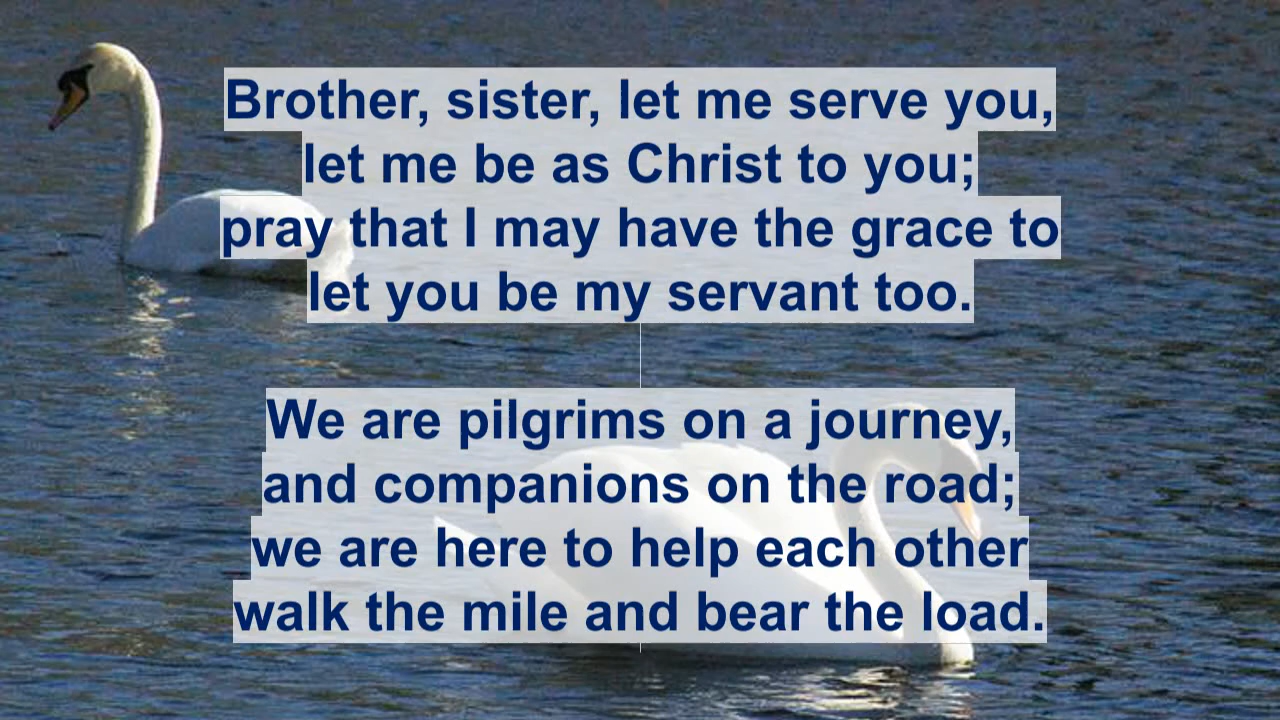 Brother, sister, let me serve you,
let me be as Christ to you;
pray that I may have the grace to
let you be my servant too.
We are pilgrims on a journey,
and companions on the road;
we are here to help each other
walk the mile and bear the load.